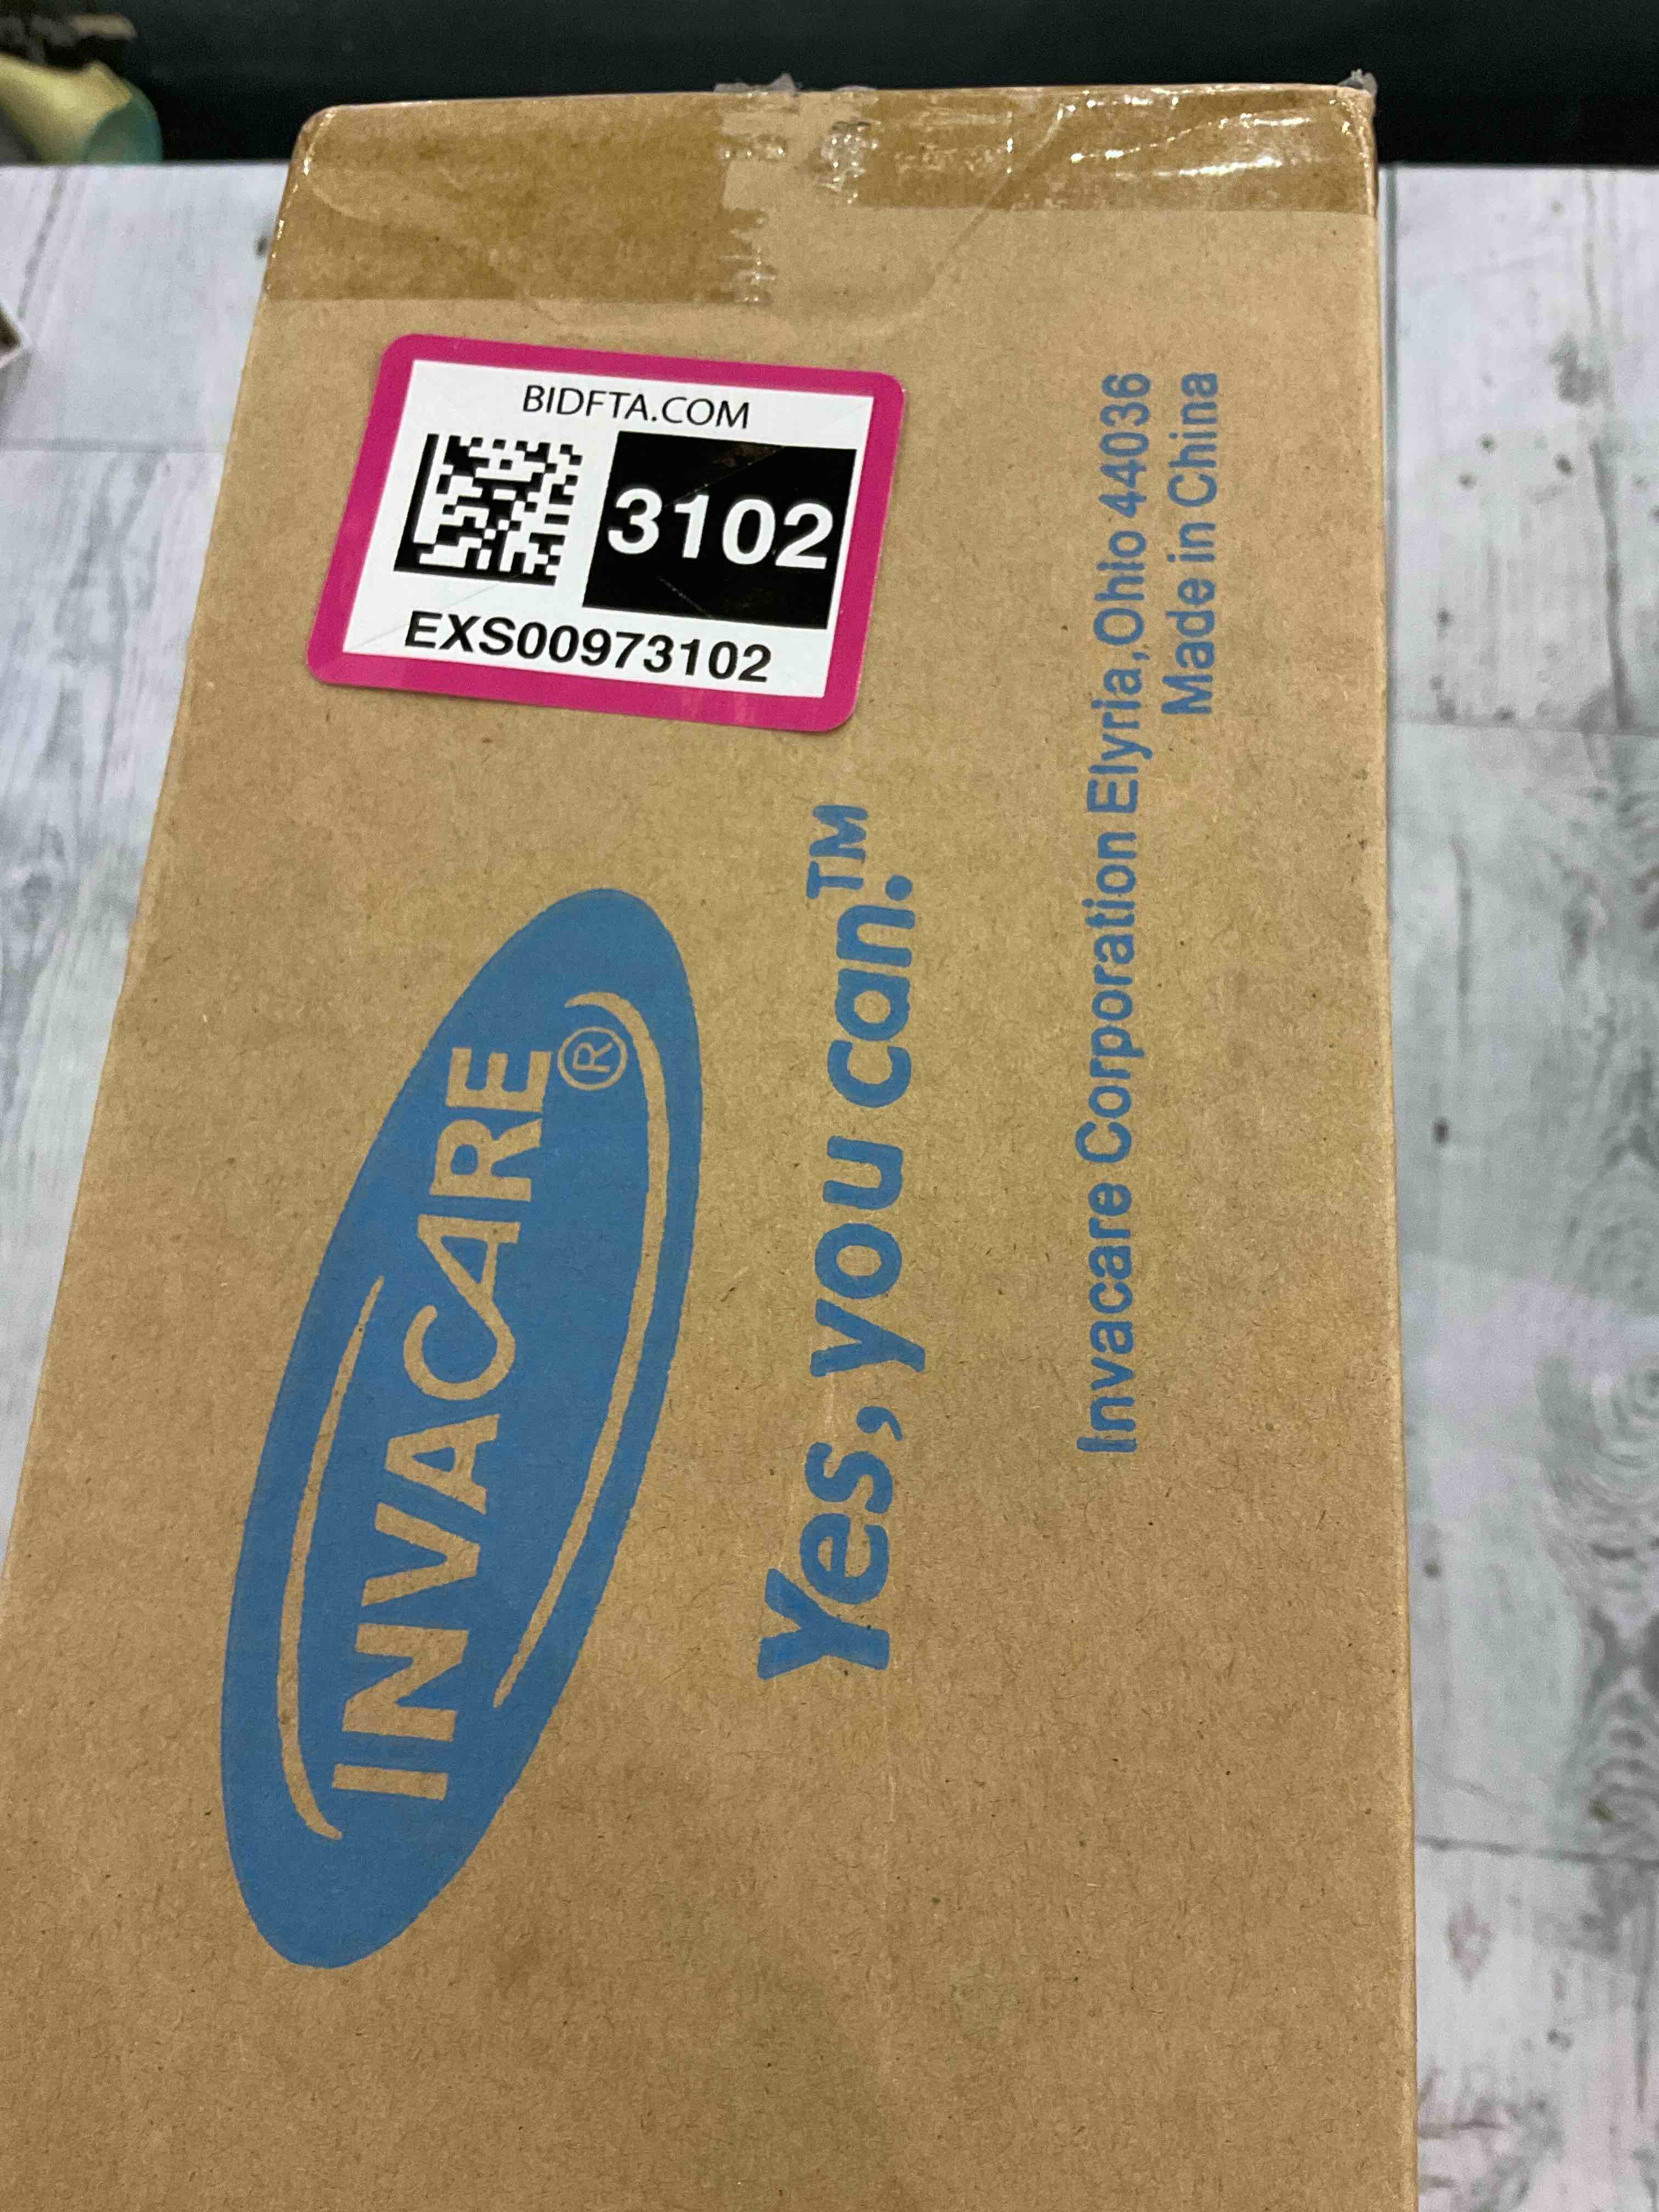 BIDFTA.COM
3102
EXS00973102
INVACARE®
Yes, you can.™
Invacare Corporation Elyria,Ohio 44036
Made in China